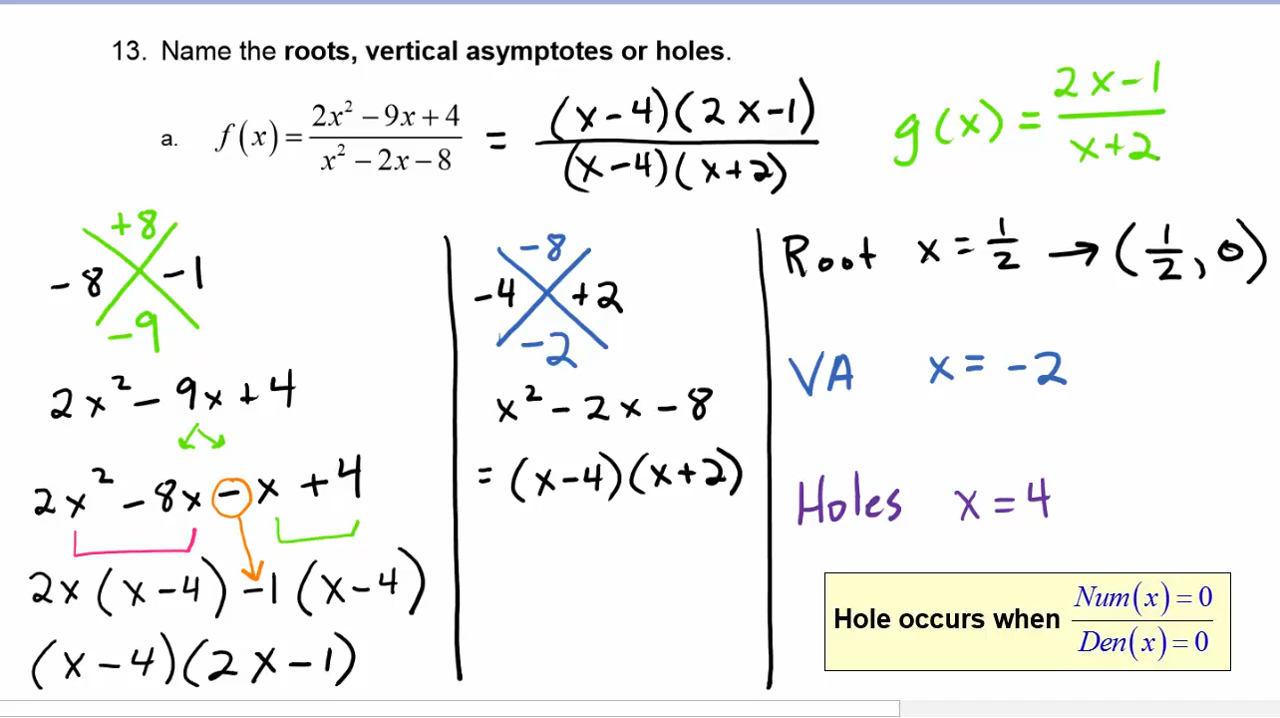 13. Name the roots, vertical asymptotes or holes.
a. f(x) = (2x² − 9x + 4)/(x² − 2x − 8) = ((x−4)(2x−1))/((x−4)(x+2))
g(x) = (2x−1)/(x+2)
+8
−8 −1
−9
2x² − 9x + 4
2x² − 8x − x + 4
2x(x−4) −1(x−4)
(x−4)(2x−1)
−8
−4 +2
−2
x² − 2x − 8
= (x−4)(x+2)
Root x = 1/2 → (1/2, 0)
VA x = −2
Holes x = 4
Hole occurs when Num(x) = 0 / Den(x) = 0